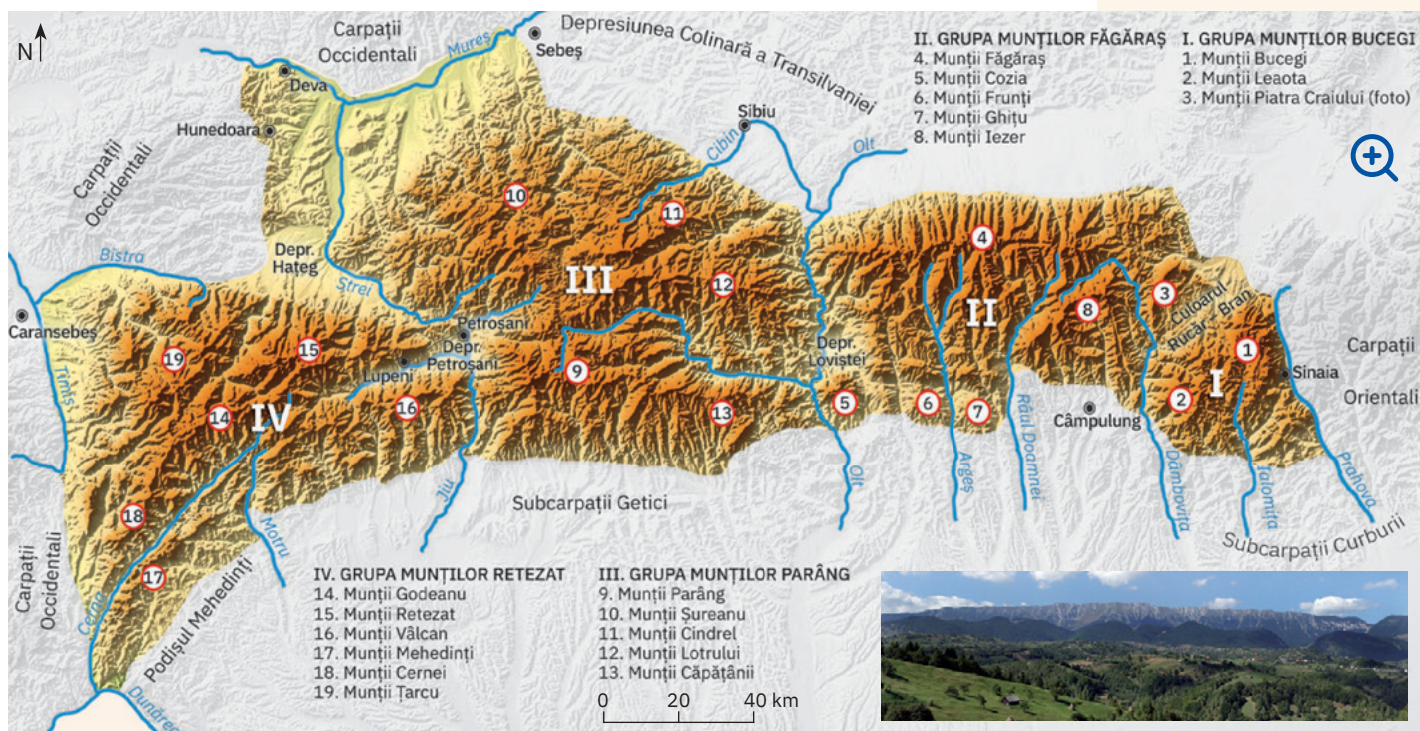 N
Carpații
Occidentali
Mureș
Sebeș
Depresiunea Colinară a Transilvaniei
II. GRUPA MUNȚILOR FĂGĂRAȘ
4. Munții Făgăraș
5. Munții Cozia
6. Munții Frunți
7. Munții Ghițu
8. Munții Iezer
I. GRUPA MUNȚILOR BUCEGI
1. Munții Bucegi
2. Munții Leaota
3. Munții Piatra Craiului (foto)
Deva
Hunedoara
Sibiu
Cibin
Olt
Carpații
Occidentali
10
11
4
Depr.
Hațeg
Bistra
Strei
III
12
II
8
3
Culoarul
Rucăr - Bran
1
Caransebeș
Petroșani
Depr.
Petroșani
Lupeni
Depr.
Loviștei
Carpații
Orientali
Sinaia
19
15
9
I
2
Timiș
14
IV
16
13
5
6
7
Râul Doamnei
Câmpulung
Jiu
Olt
Argeș
Dâmbovița
Ialomița
Prahova
Subcarpații Getici
Subcarpații Curburii
18
17
Motru
Cerna
Carpații
Occidentali
Podișul Mehedinți
Dunărea
IV. GRUPA MUNȚILOR RETEZAT
14. Munții Godeanu
15. Munții Retezat
16. Munții Vâlcan
17. Munții Mehedinți
18. Munții Cernei
19. Munții Țarcu
III. GRUPA MUNȚILOR PARÂNG
9. Munții Parâng
10. Munții Șureanu
11. Munții Cindrel
12. Munții Lotrului
13. Munții Căpățânii
0 20 40 km